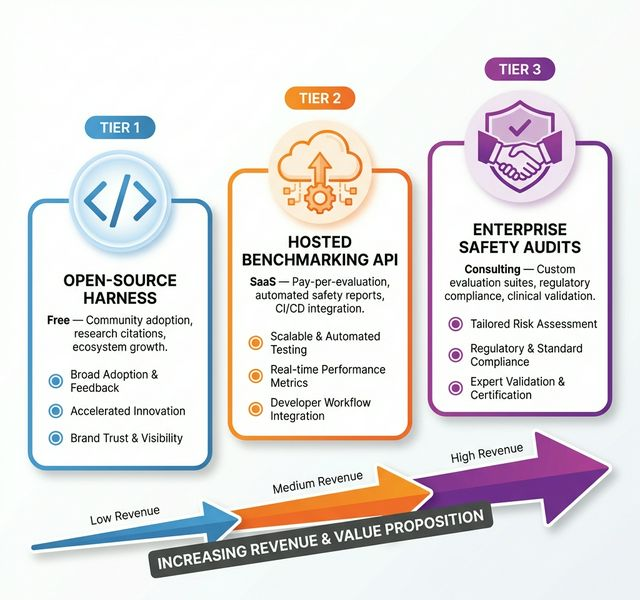 TIER 1
</>
OPEN-SOURCE
HARNESS
Free — Community adoption,
research citations,
ecosystem growth.
Broad Adoption &
Feedback
Accelerated Innovation
Brand Trust & Visibility
TIER 2
HOSTED
BENCHMARKING API
SaaS — Pay-per-evaluation,
automated safety reports,
CI/CD integration.
Scalable & Automated
Testing
Real-time Performance
Metrics
Developer Workflow
Integration
TIER 3
ENTERPRISE
SAFETY AUDITS
Consulting — Custom
evaluation suites, regulatory
compliance, clinical validation.
Tailored Risk Assessment
Regulatory & Standard
Compliance
Expert Validation &
Certification
Low Revenue
Medium Revenue
High Revenue
INCREASING REVENUE & VALUE PROPOSITION